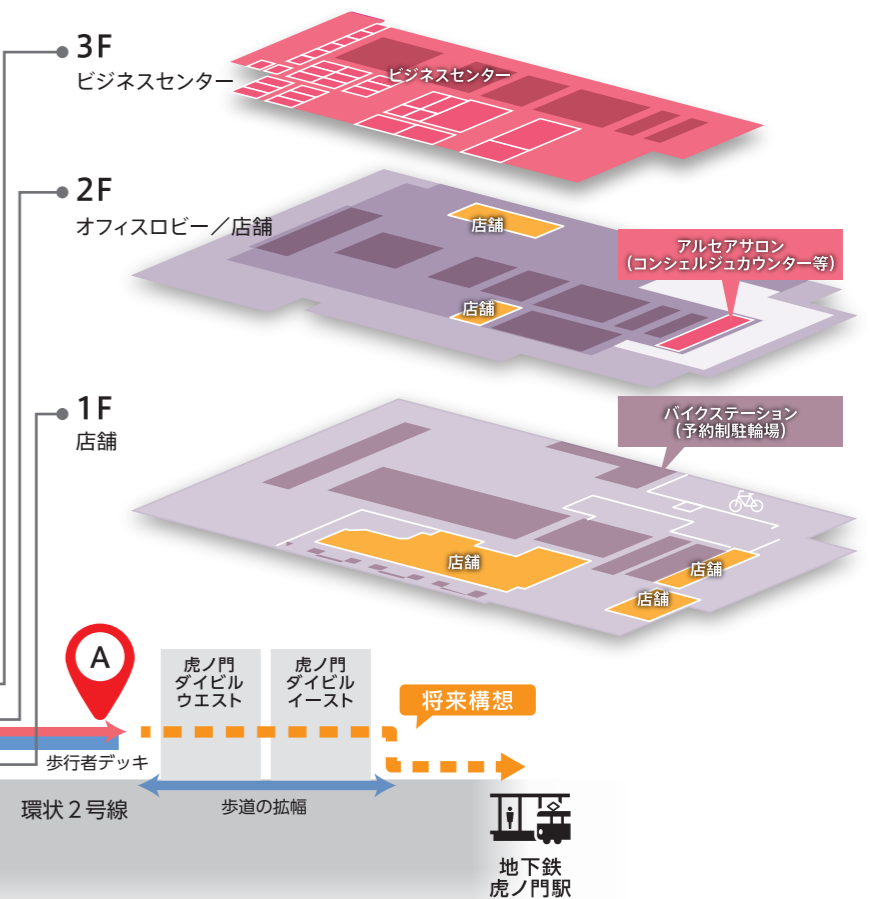 3F
ビジネスセンター
ビジネスセンター
2F
オフィスロビー／店舗
店舗
アルセアサロン
(コンシェルジュカウンター等)
店舗
1F
店舗
バイクステーション
(予約制駐輪場)
店舗
店舗
店舗
A
虎ノ門
ダイビル
ウエスト
虎ノ門
ダイビル
イースト
将来構想
歩行者デッキ
環状2号線
歩道の拡幅
地下鉄
虎ノ門駅